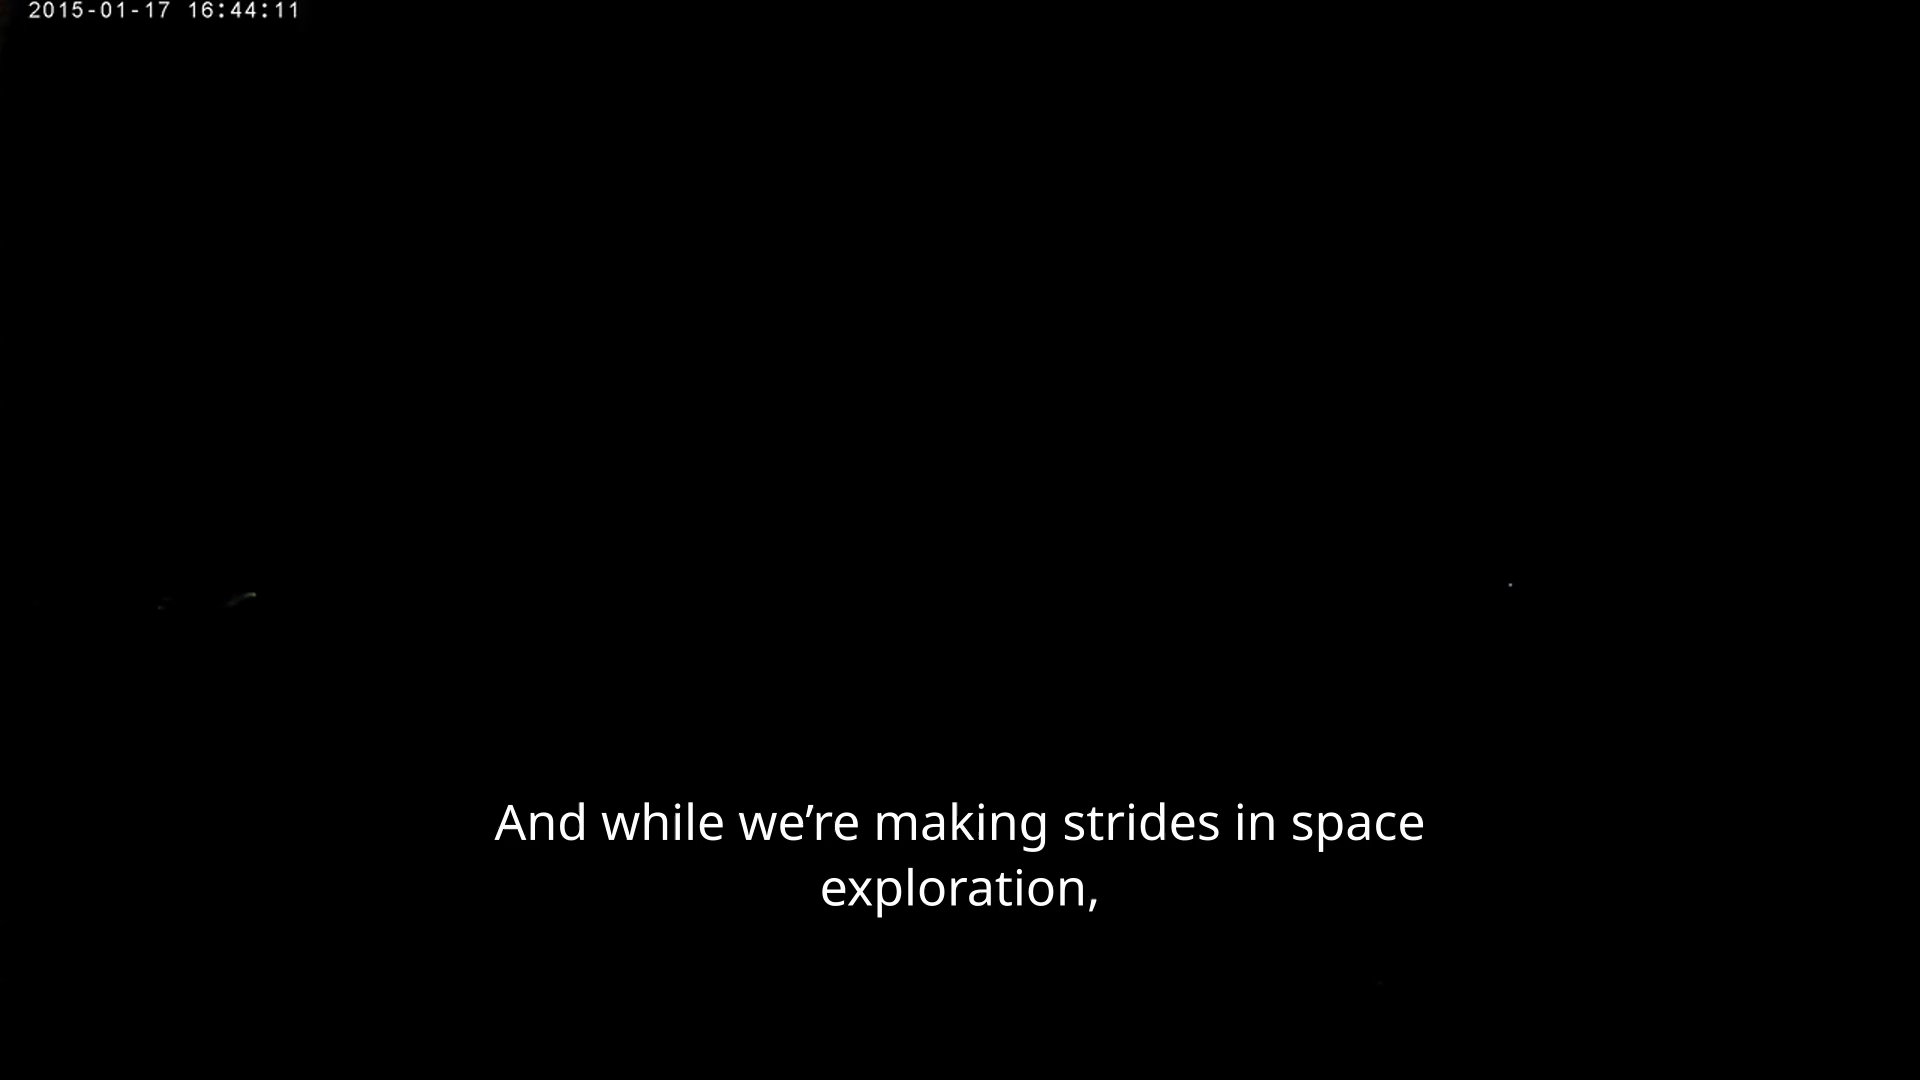 2015-01-17 16:44:11
And while we’re making strides in space
exploration,